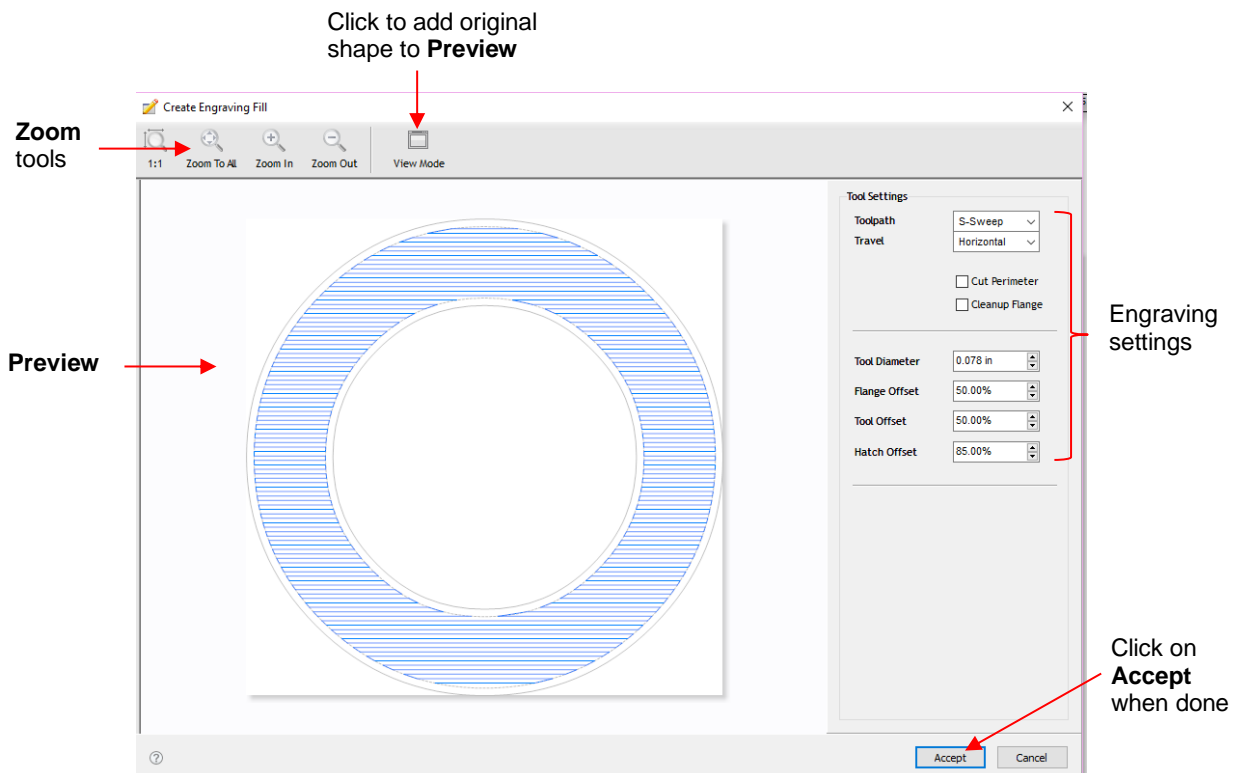 Click to add original
shape to Preview
Create Engraving Fill
Zoom
tools
1:1
Zoom To All
Zoom In
Zoom Out
View Mode
Tool Settings
Toolpath
S-Sweep
Travel
Horizontal
Cut Perimeter
Cleanup Flange
Engraving
settings
Preview
Tool Diameter
0.078 in
Flange Offset
50.00%
Tool Offset
50.00%
Hatch Offset
85.00%
Click on
Accept
when done
?
Accept
Cancel